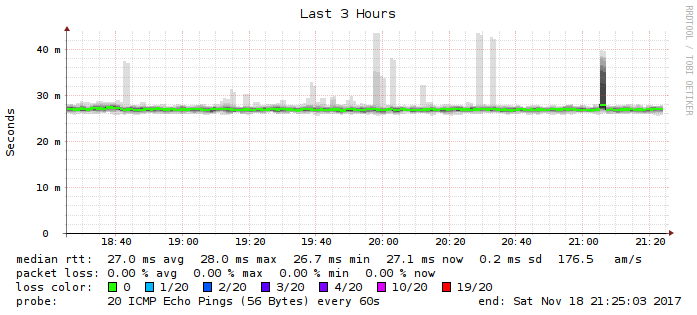 Last 3 Hours
RRDTOOL / TOBI OETIKER
Seconds
40 m
30 m
20 m
10 m
0
18:40 19:00 19:20 19:40 20:00 20:20 20:40 21:00 21:20
median rtt: 27.0 ms avg 28.0 ms max 26.7 ms min 27.1 ms now 0.2 ms sd 176.5 am/s
packet loss: 0.00 % avg 0.00 % max 0.00 % min 0.00 % now
loss color: 0 1/20 2/20 3/20 4/20 10/20 19/20
probe: 20 ICMP Echo Pings (56 Bytes) every 60s end: Sat Nov 18 21:25:03 2017